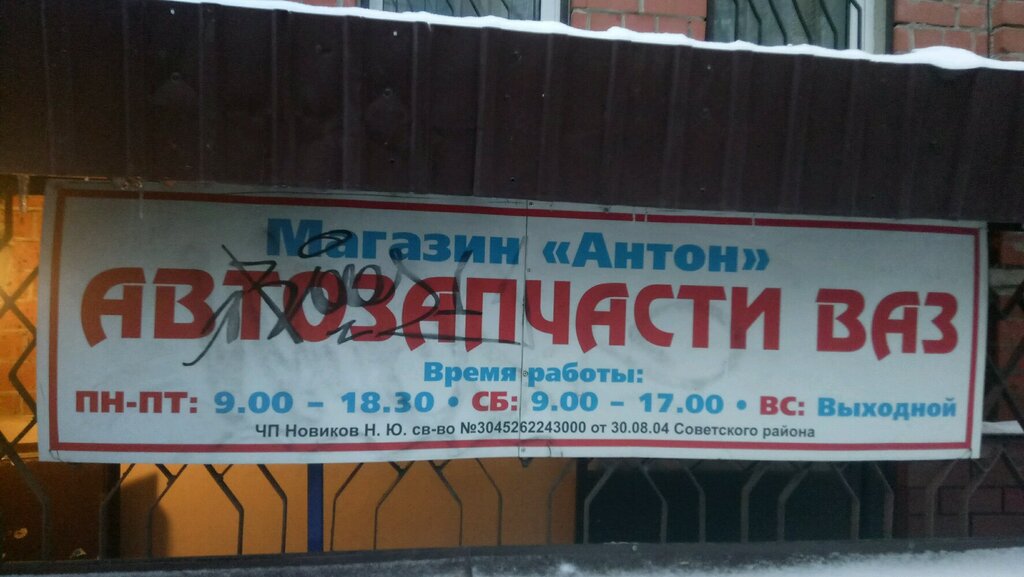 Магазин «Антон»
АВТОЗАПЧАСТИ ВАЗ
Время работы:
ПН-ПТ: 9.00 – 18.30 • СБ: 9.00 – 17.00 • ВС: Выходной
ЧП Новиков Н. Ю. св-во №3045262243000 от 30.08.04 Советского района